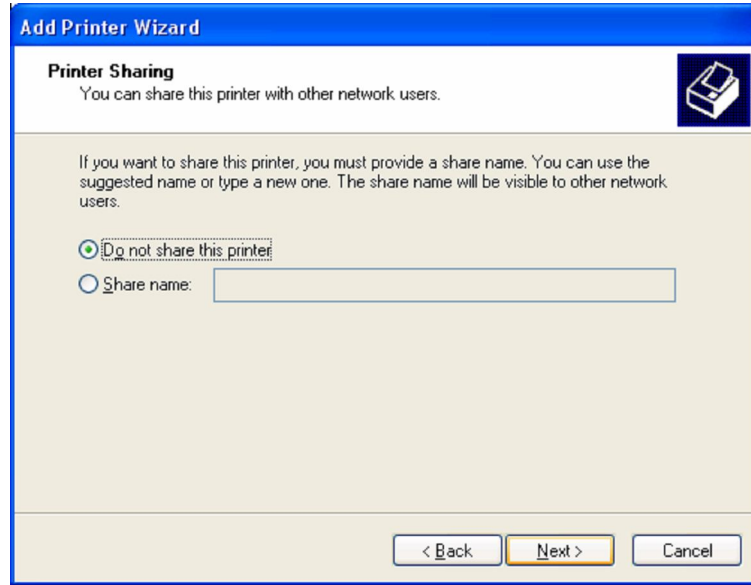 Add Printer Wizard
Printer Sharing
You can share this printer with other network users.
If you want to share this printer, you must provide a share name. You can use the
suggested name or type a new one. The share name will be visible to other network
users.
Do not share this printer
Share name:
< Back Next > Cancel